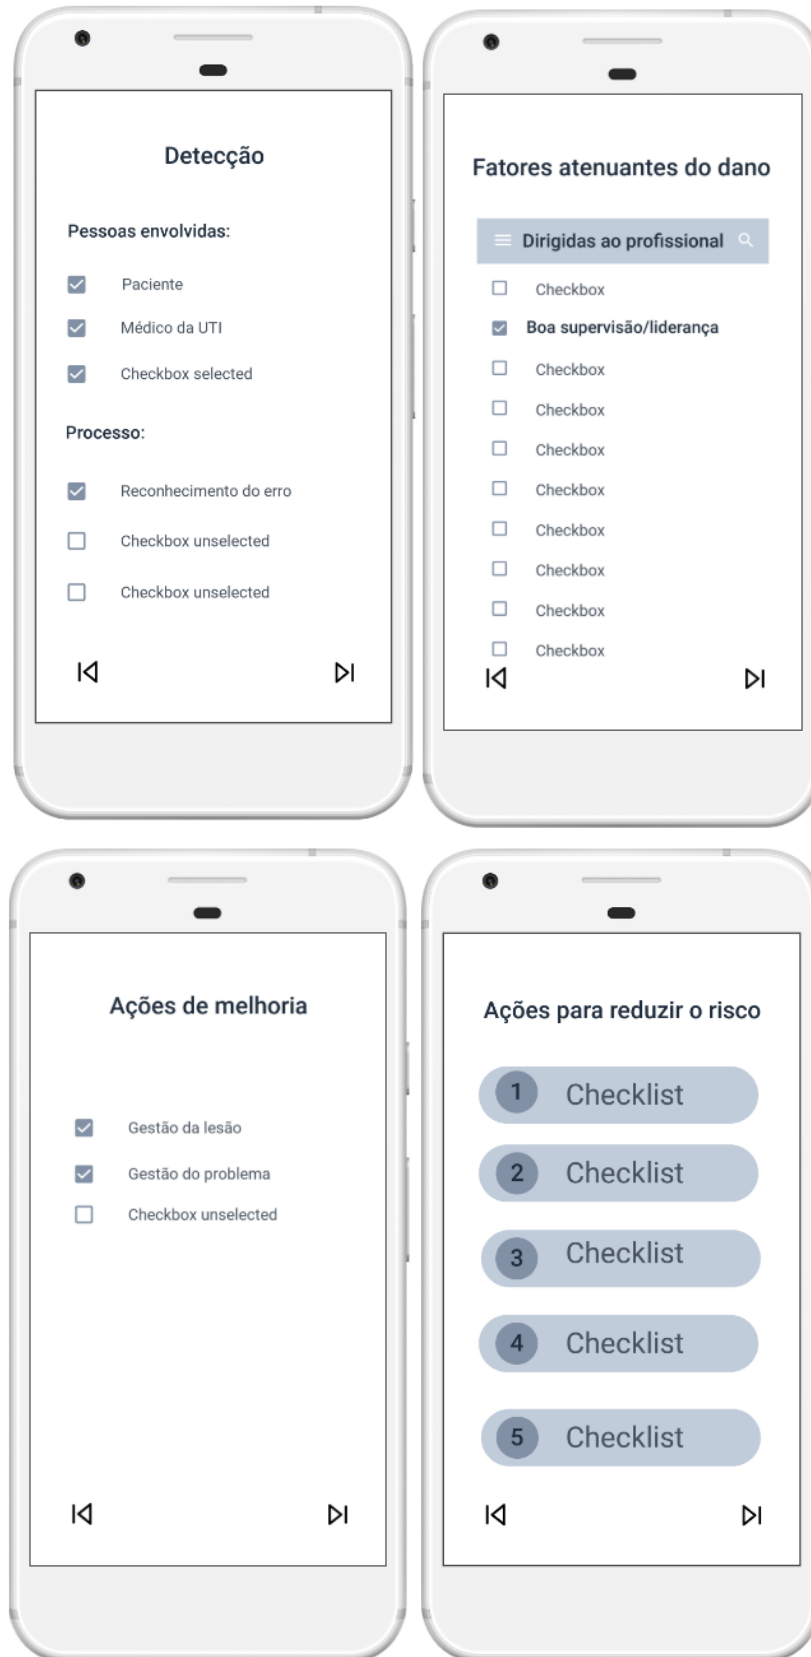 Detecção
Pessoas envolvidas:
Paciente
Médico da UTI
Checkbox selected
Processo:
Reconhecimento do erro
Checkbox unselected
Checkbox unselected
Fatores atenuantes do dano
Dirigidas ao profissional
Checkbox
Boa supervisão/liderança
Checkbox
Checkbox
Checkbox
Checkbox
Checkbox
Checkbox
Checkbox
Checkbox
Ações de melhoria
Gestão da lesão
Gestão do problema
Checkbox unselected
Ações para reduzir o risco
1 Checklist
2 Checklist
3 Checklist
4 Checklist
5 Checklist